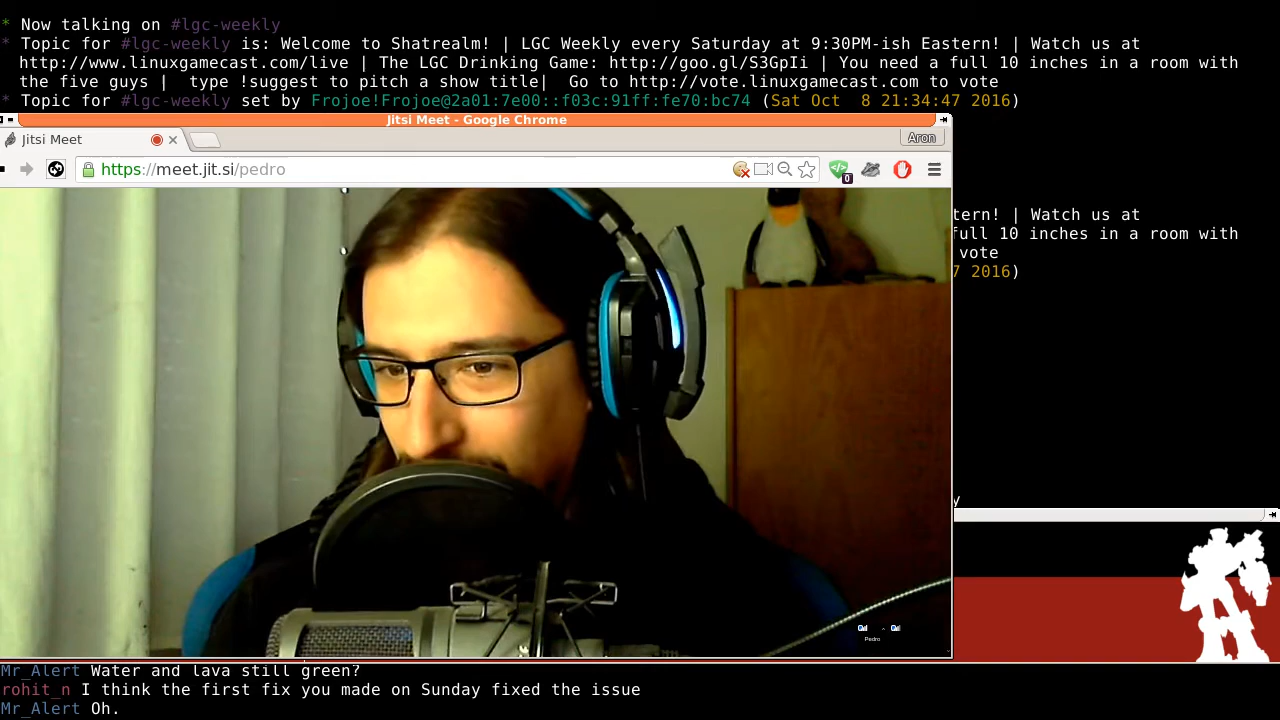 * Now talking on #lgc-weekly
* Topic for #lgc-weekly is: Welcome to Shatrealm! | LGC Weekly every Saturday at 9:30PM-ish Eastern! | Watch us at
http://www.linuxgamecast.com/live | The LGC Drinking Game: http://goo.gl/S3GpIi | You need a full 10 inches in a room with
the five guys |  type !suggest to pitch a show title|  Go to http://vote.linuxgamecast.com to vote
* Topic for #lgc-weekly set by Frojoe!Frojoe@2a01:7e00::f03c:91ff:fe70:bc74 (Sat Oct  8 21:34:47 2016)
Jitsi Meet - Google Chrome
Jitsi Meet
Aron
https://meet.jit.si/pedro
0
tern! | Watch us at
full 10 inches in a room with
vote
7 2016)
y
Pedro
Mr_Alert Water and lava still green?
rohit_n I think the first fix you made on Sunday fixed the issue
Mr_Alert Oh.